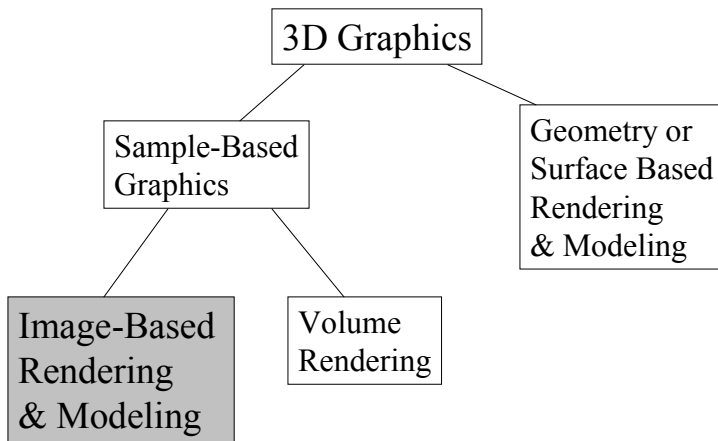 3D Graphics
Sample-Based
Graphics
Geometry or
Surface Based
Rendering
& Modeling
Image-Based
Rendering
& Modeling
Volume
Rendering